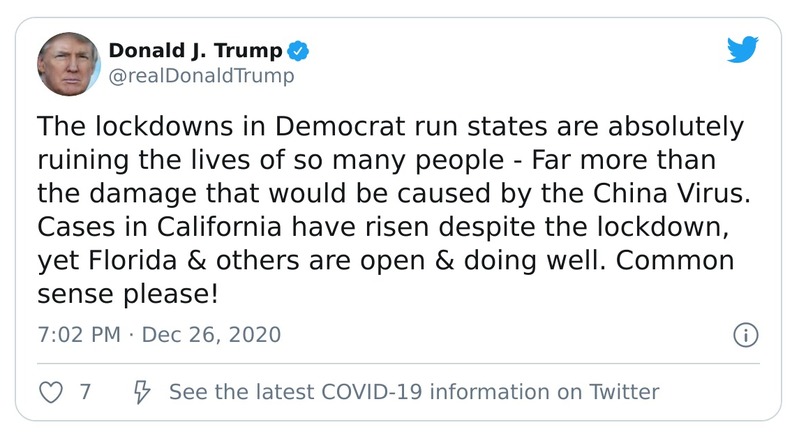 Donald J. Trump
@realDonaldTrump
The lockdowns in Democrat run states are absolutely
ruining the lives of so many people - Far more than
the damage that would be caused by the China Virus.
Cases in California have risen despite the lockdown,
yet Florida & others are open & doing well. Common
sense please!
7:02 PM · Dec 26, 2020
7 See the latest COVID-19 information on Twitter